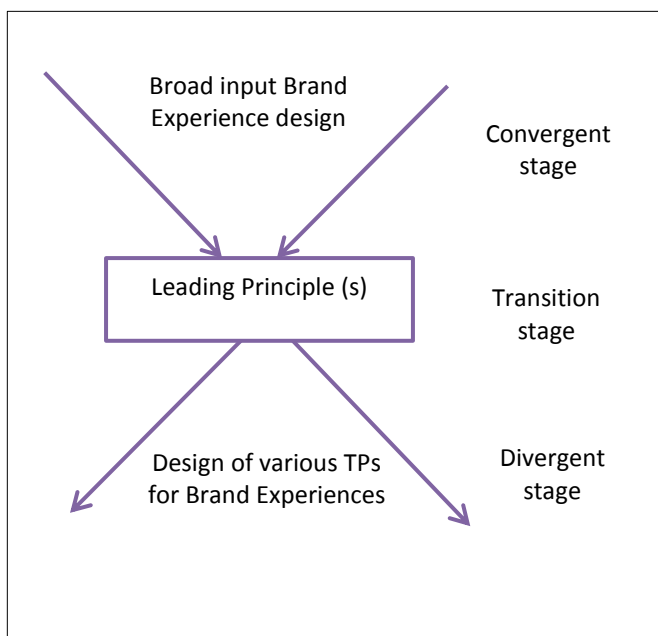 Broad input Brand
Experience design
Convergent
stage
Leading Principle (s)
Transition
stage
Design of various TPs
for Brand Experiences
Divergent
stage